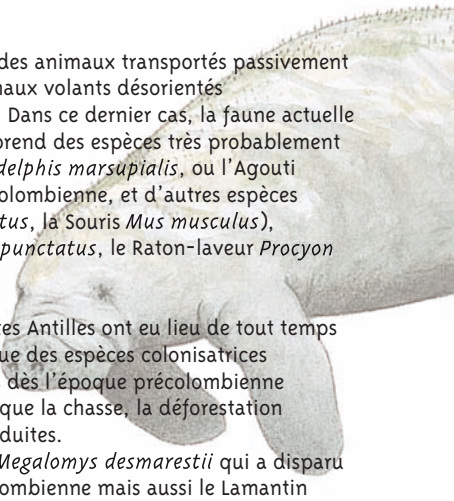 des animaux transportés passivement
naux volants désorientés
. Dans ce dernier cas, la faune actuelle
prend des espèces très probablement
delphis marsupialis, ou l'Agouti
olombienne, et d'autres espèces
tus, la Souris Mus musculus),
punctatus, le Raton-laveur Procyon
tes Antilles ont eu lieu de tout temps
ue des espèces colonisatrices
dès l'époque précolombienne
que la chasse, la déforestation
duites.
Megalomys desmarestii qui a disparu
ombienne mais aussi le Lamantin